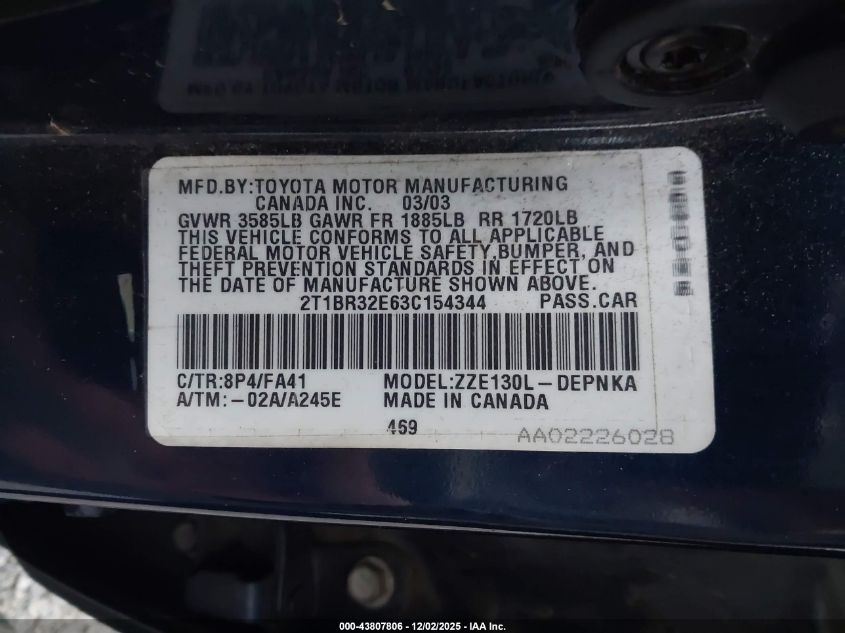 MFD.BY:TOYOTA MOTOR MANUFACTURING
CANADA INC. 03/03
GVWR 3585LB GAWR FR 1885LB RR 1720LB
THIS VEHICLE CONFORMS TO ALL APPLICABLE
FEDERAL MOTOR VEHICLE SAFETY,BUMPER, AND
THEFT PREVENTION STANDARDS IN EFFECT ON
THE DATE OF MANUFACTURE SHOWN ABOVE.
2T1BR32E63C154344 PASS.CAR
C/TR:8P4/FA41 MODEL:ZZE130L-DEPNKA
A/TM:-02A/A245E MADE IN CANADA
469
AA02226028
000-43807806 - 12/02/2025 - IAA Inc.